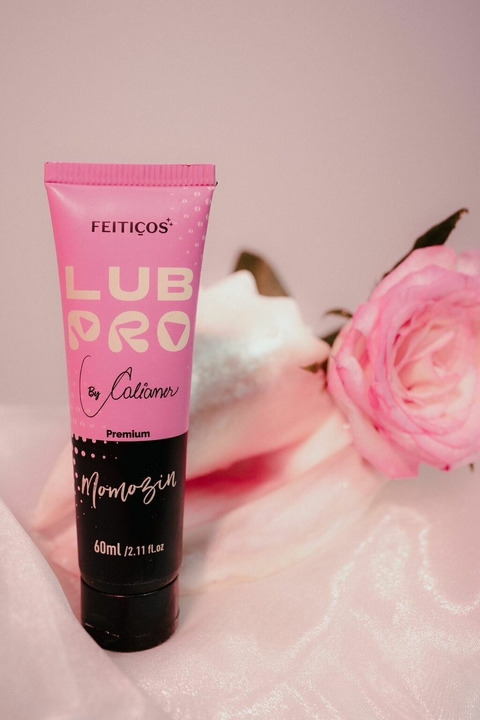 FEITIÇOS
LUB
PRO
By Calianer
Premium
Momozin
60ml /2.11 fl.oz